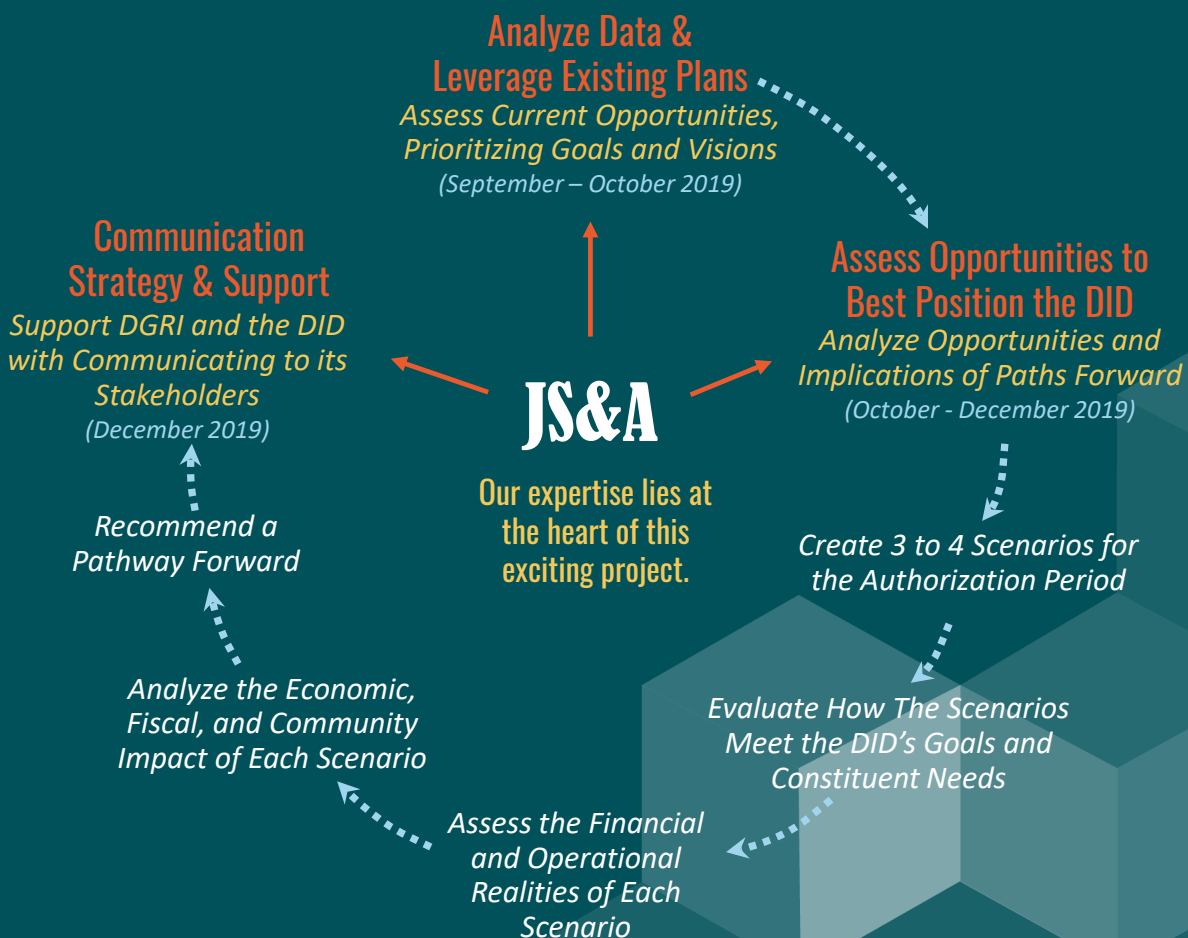 Analyze Data &
Leverage Existing Plans
Assess Current Opportunities,
Prioritizing Goals and Visions
(September – October 2019)
Communication
Strategy & Support
Support DGRI and the DID
with Communicating to its
Stakeholders
(December 2019)
Assess Opportunities to
Best Position the DID
Analyze Opportunities and
Implications of Paths Forward
(October - December 2019)
JS&A
Our expertise lies at
the heart of this
exciting project.
Create 3 to 4 Scenarios for
the Authorization Period
Evaluate How The Scenarios
Meet the DID's Goals and
Constituent Needs
Assess the Financial
and Operational
Realities of Each
Scenario
Analyze the Economic,
Fiscal, and Community
Impact of Each Scenario
Recommend a
Pathway Forward